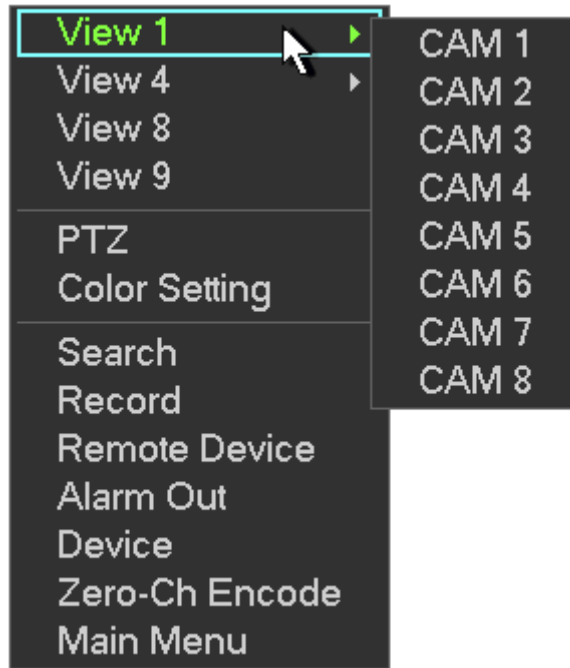 View 1
View 4
View 8
View 9
PTZ
Color Setting
Search
Record
Remote Device
Alarm Out
Device
Zero-Ch Encode
Main Menu
CAM 1
CAM 2
CAM 3
CAM 4
CAM 5
CAM 6
CAM 7
CAM 8